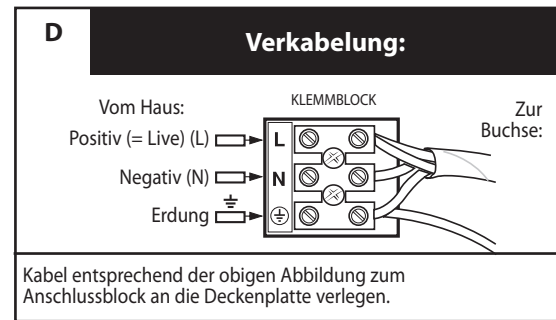 D
Verkabelung:
KLEMMBLOCK
Vom Haus:
Positiv (= Live) (L)
Negativ (N)
Erdung
L
N
Zur
Buchse:
Kabel entsprechend der obigen Abbildung zum
Anschlussblock an die Deckenplatte verlegen.